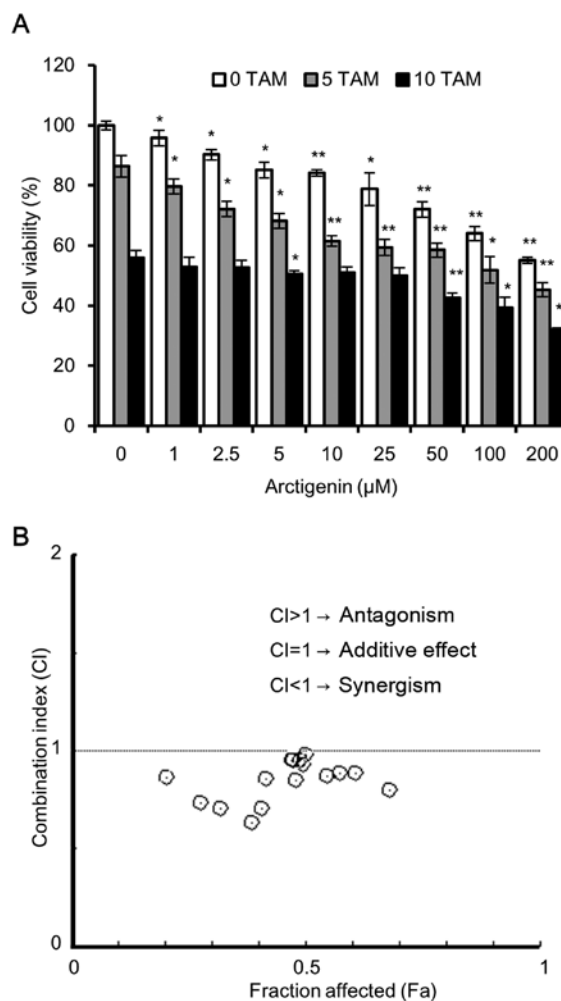 A
120
0 TAM 5 TAM 10 TAM
100
80
60
40
20
0
Cell viability (%)
* * * * * * * ** ** * ** ** ** ** ** * * ** ** *
0 1 2.5 5 10 25 50 100 200
Arctigenin (µM)
B
2
CI>1 → Antagonism
CI=1 → Additive effect
CI<1 → Synergism
1
0
Combination index (CI)
0 0.5 1
Fraction affected (Fa)